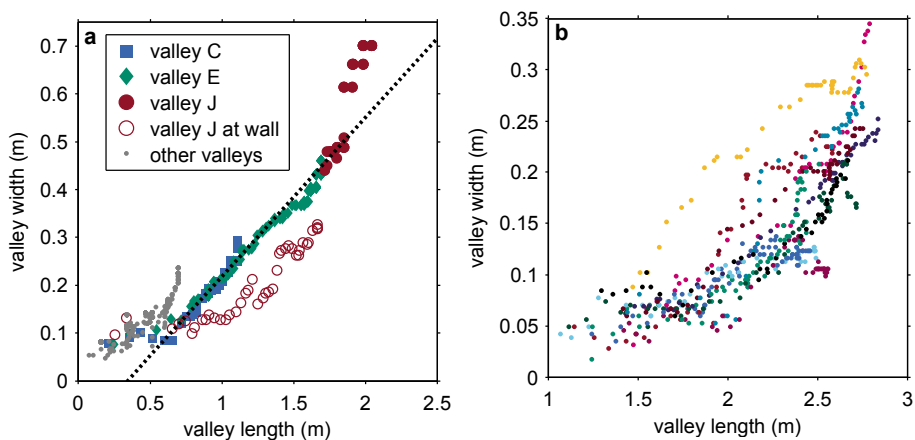 a
valley C
valley E
valley J
valley J at wall
other valleys
valley width (m)
0.7
0.6
0.5
0.4
0.3
0.2
0.1
0
0 0.5 1 1.5 2 2.5
valley length (m)
b
valley width (m)
0.35
0.3
0.25
0.2
0.15
0.1
0.05
0
1 1.5 2 2.5 3
valley length (m)